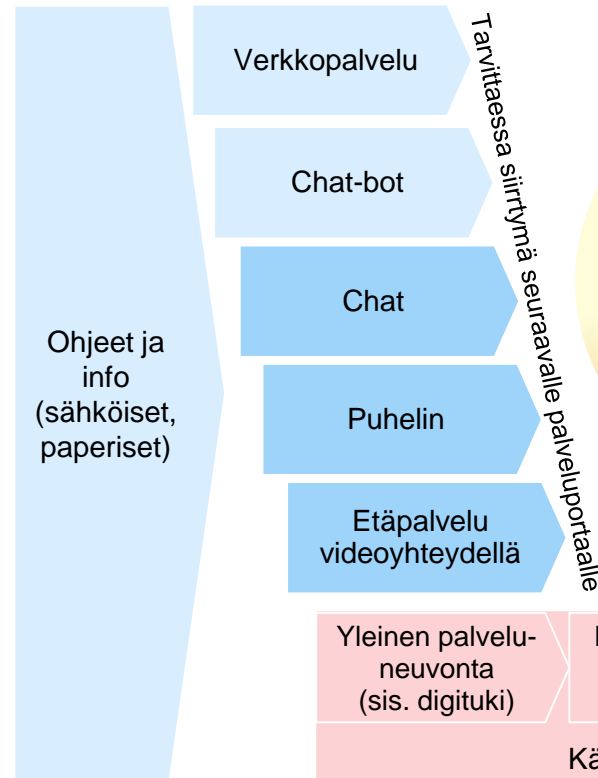 Verkkopalvelu
Chat-bot
Chat
Puhelin
Etäpalvelu
videoyhteydellä
Tarvittaessa siirrtymä seuraavalle palveluportaalle
Ohjeet ja
info
(sähköiset,
paperiset)
Yleinen palvelu-
neuvonta
(sis. digituki)